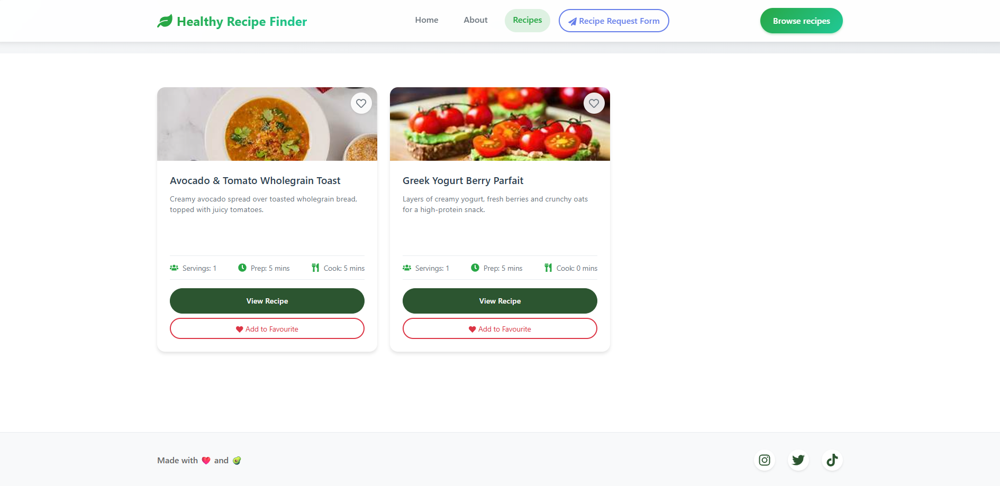 Healthy Recipe Finder
Home
About
Recipes
Recipe Request Form
Browse recipes
Avocado & Tomato Wholegrain Toast
Creamy avocado spread over toasted wholegrain bread,
topped with juicy tomatoes.
Servings: 1
Prep: 5 mins
Cook: 5 mins
View Recipe
Add to Favourite
Greek Yogurt Berry Parfait
Layers of creamy yogurt, fresh berries and crunchy oats
for a high-protein snack.
Servings: 1
Prep: 5 mins
Cook: 0 mins
View Recipe
Add to Favourite
Made with ❤️ and 🥑